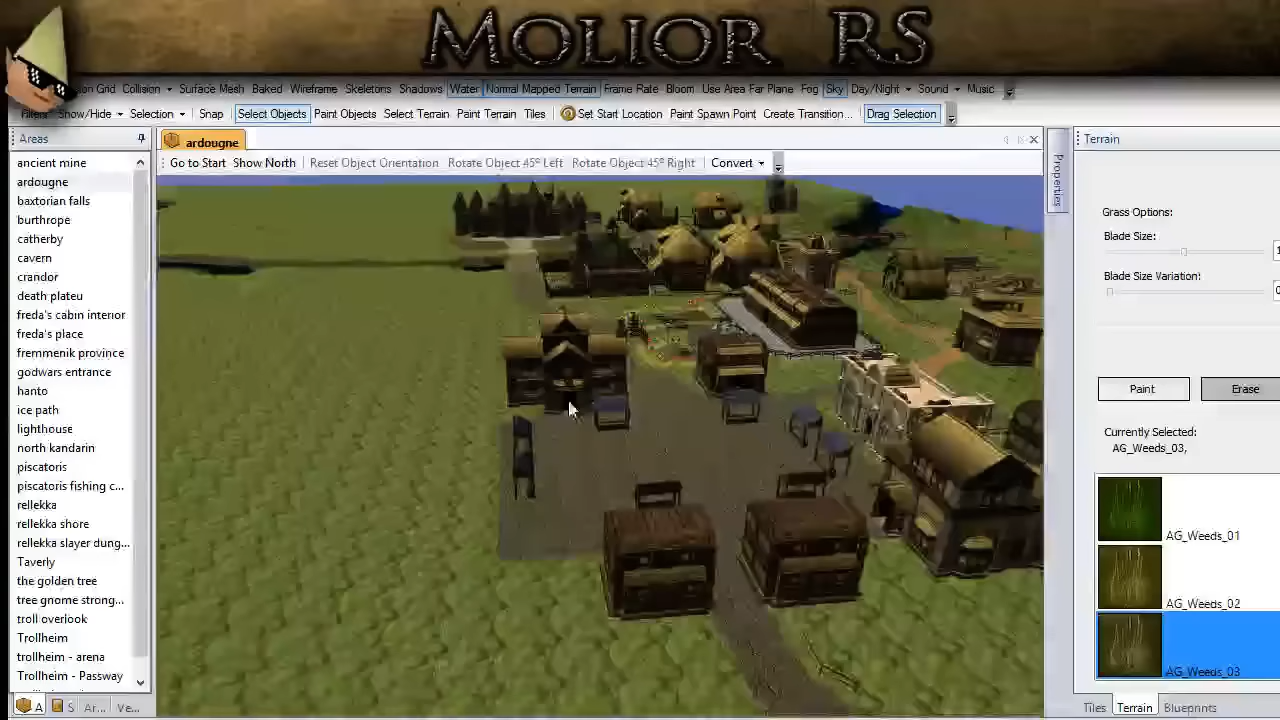 MOLIOR RS
on Grid Collision Surface Mesh Baked Wireframe Skeletons Shadows Water Normal Mapped Terrain Frame Rate Bloom Use Area Far Plane Fog Sky Day/Night Sound Music
Filters Show/Hide Selection Snap Select Objects Paint Objects Select Terrain Paint Terrain Tiles Set Start Location Paint Spawn Point Create Transition... Drag Selection
Areas
ardougne
Terrain
Go to Start Show North Reset Object Orientation Rotate Object 45º Left Rotate Object 45º Right Convert
Properties
ancient mine
ardougne
baxtorian falls
burthrope
catherby
cavern
crandor
death plateu
freda's cabin interior
freda's place
fremmenik province
godwars entrance
hanto
ice path
lighthouse
north kandarin
piscatoris
piscatoris fishing c...
rellekka
rellekka shore
rellekka slayer dung...
Taverly
the golden tree
tree gnome strong...
troll overlook
Trollheim
trollheim - arena
Trollheim - Passway
A S Ar... Ve...
Grass Options:
Blade Size:
1
Blade Size Variation:
0
Paint Erase
Currently Selected:
AG_Weeds_03,
AG_Weeds_01
AG_Weeds_02
AG_Weeds_03
Tiles Terrain Blueprints